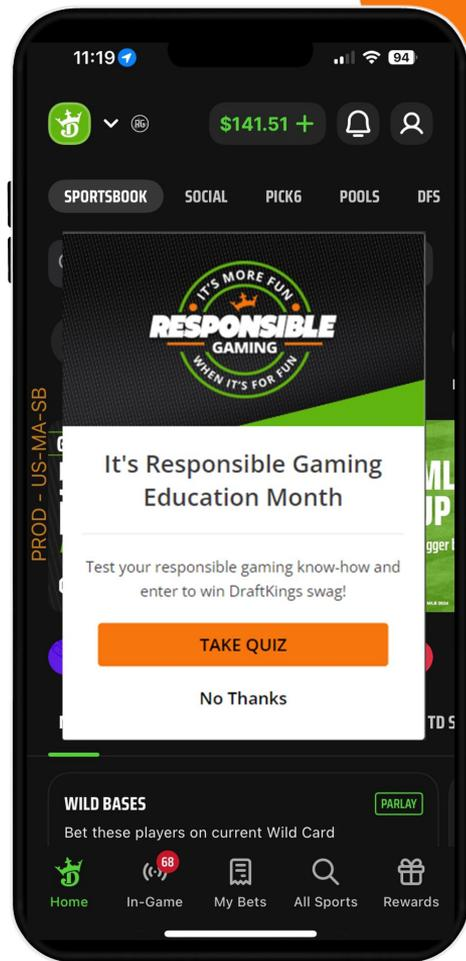 11:19
94
RG
$141.51 +
SPORTSBOOK
SOCIAL
PICK6
POOLS
DFS
IT'S MORE FUN
RESPONSIBLE
GAMING
WHEN IT'S FOR FUN
It's Responsible Gaming
Education Month
Test your responsible gaming know-how and
enter to win DraftKings swag!
TAKE QUIZ
No Thanks
PROD - US-MA-SB
TD S
WILD BASES
PARLAY
Bet these players on current Wild Card
68
Home
In-Game
My Bets
All Sports
Rewards